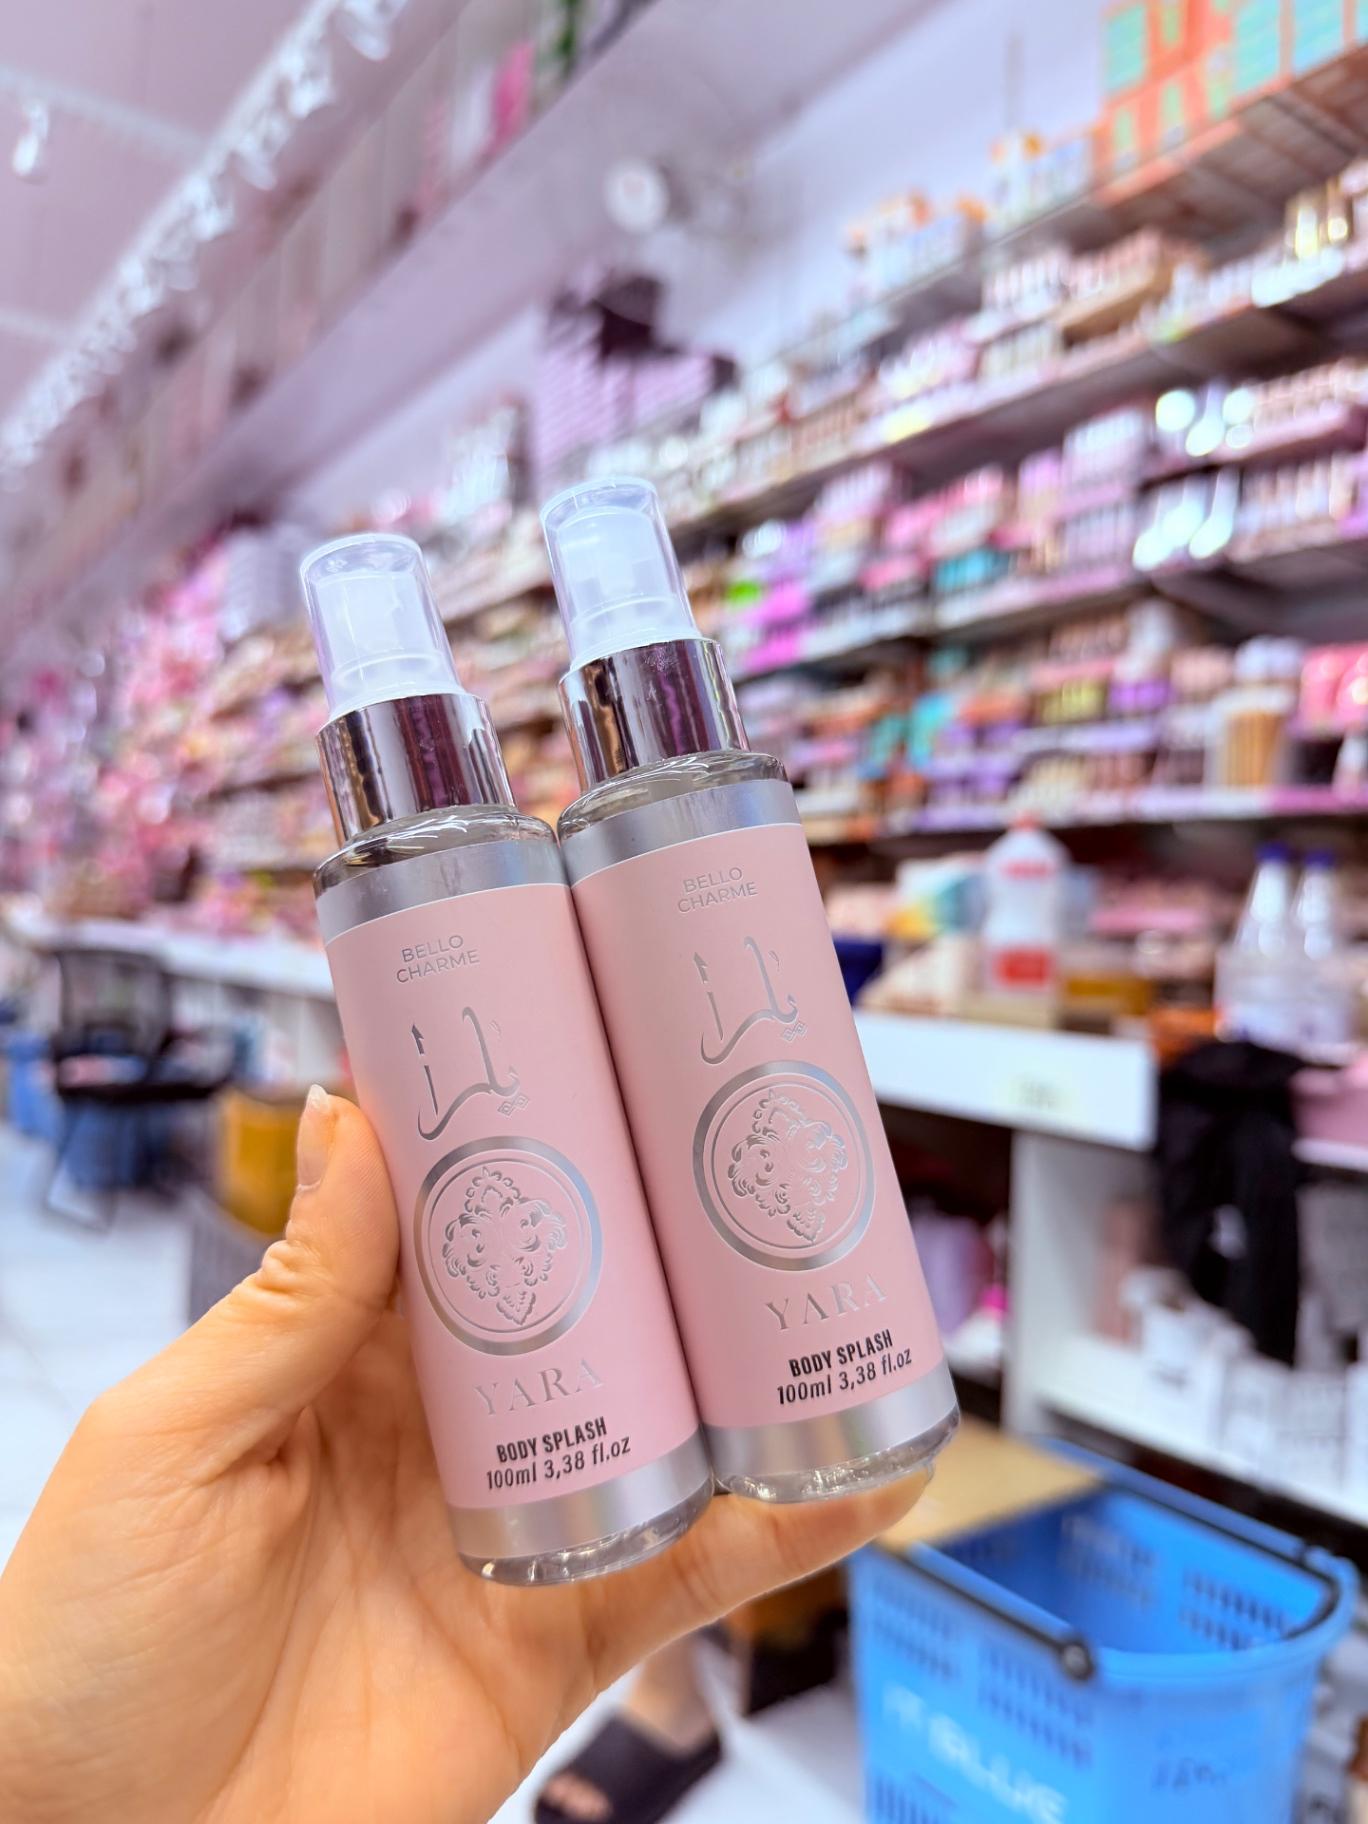 BELLO
CHARME
يارا
YARA
BODY SPLASH
100ml 3,38 fl.oz
BELLO
CHARME
يارا
YARA
BODY SPLASH
100ml 3,38 fl.oz